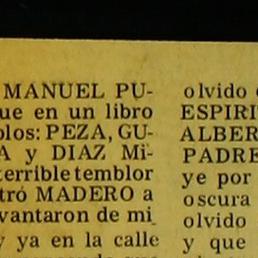 MANUEL PU-
ue en un libro
olos: PEZA, GU-
A y DIAZ Mi-
terrible temblor
tró MADERO a
vantaron de mi
y ya en la calle
olvido
ESPIRI
ALBER
PADRE
ye por
oscura
olvido
y que